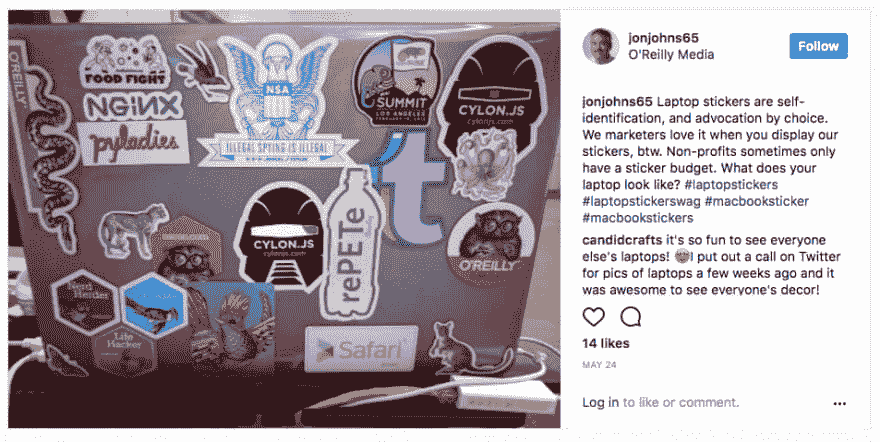 O'REILLY
FOOD FIGHT
NGINX
pyladies
NSA
ILLEGAL SPYING IS ILLEGAL
SUMMIT
LOS ANGELES
CYLON.JS
cylonjs.com
t
CYLON.JS
cylonjs.com
rePETe
O'REILLY
Nerd
Herder
Life
Hacker
Safari
jonjohns65
O'Reilly Media
Follow
jonjohns65 Laptop stickers are self-
identification, and advocation by choice.
We marketers love it when you display our
stickers, btw. Non-profits sometimes only
have a sticker budget. What does your
laptop look like? #laptopstickers
#laptopstickerswag #macbooksticker
#macbookstickers
candidcrafts it's so fun to see everyone
else's laptops! 😄I put out a call on Twitter
for pics of laptops a few weeks ago and it
was awesome to see everyone's decor!
14 likes
MAY 24
Log in to like or comment.
...